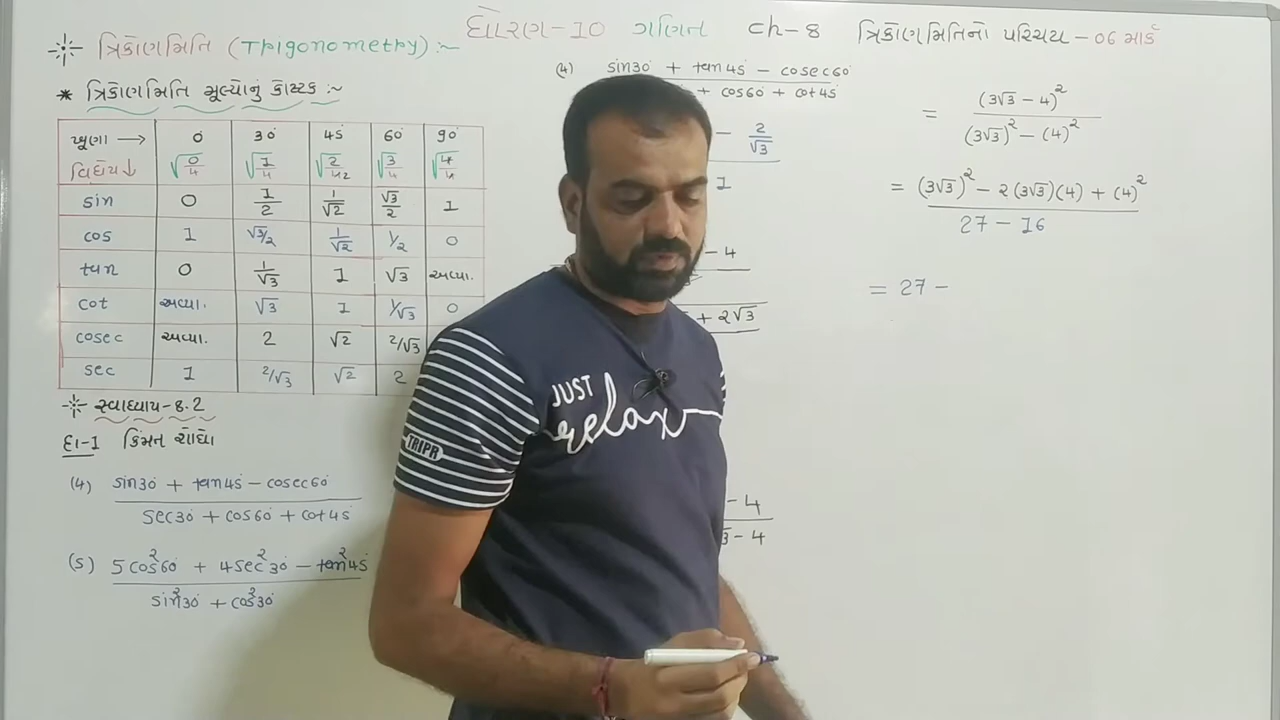 ધોરણ-10 ગણિત ch-8 ત્રિકોણમિતિનો પરિચય - 06 માર્ક
ત્રિકોણમિતિ (Trigonometry) :~
* ત્રિકોણમિતિ મૂલ્યોનું કોષ્ટક :~
ખૂણા → 0° 30° 45° 60° 90°
વિધેય↓ √0/4 √1/4 √2/4₂ √3/4 √4/4
sin 0 1/2 1/√2 √3/2 1
cos 1 √3/2 1/√2 1/2 0
tan 0 1/√3 1 √3 અવ્યા.
cot અવ્યા. √3 1 1/√3 0
cosec અવ્યા. 2 √2 2/√3
sec 1 2/√3 √2 2
સ્વાધ્યાય-8.2
દા-1 કિંમત શોધો
(4) sin30° + tan45° - cosec60°
sec30° + cos60° + cot45°
(5) 5cos²60° + 4sec²30° - tan²45°
sin²30° + cos²30°
(4) sin30° + tan45° - cosec60°
+ cos60° + cot45°
- 2/√3
1
- 4
+ 2√3
- 4
3 - 4
= (3√3 - 4)²
(3√3)² - (4)²
= (3√3)² - 2(3√3)(4) + (4)²
27 - 16
= 27 -
JUST
relax
TRIPR